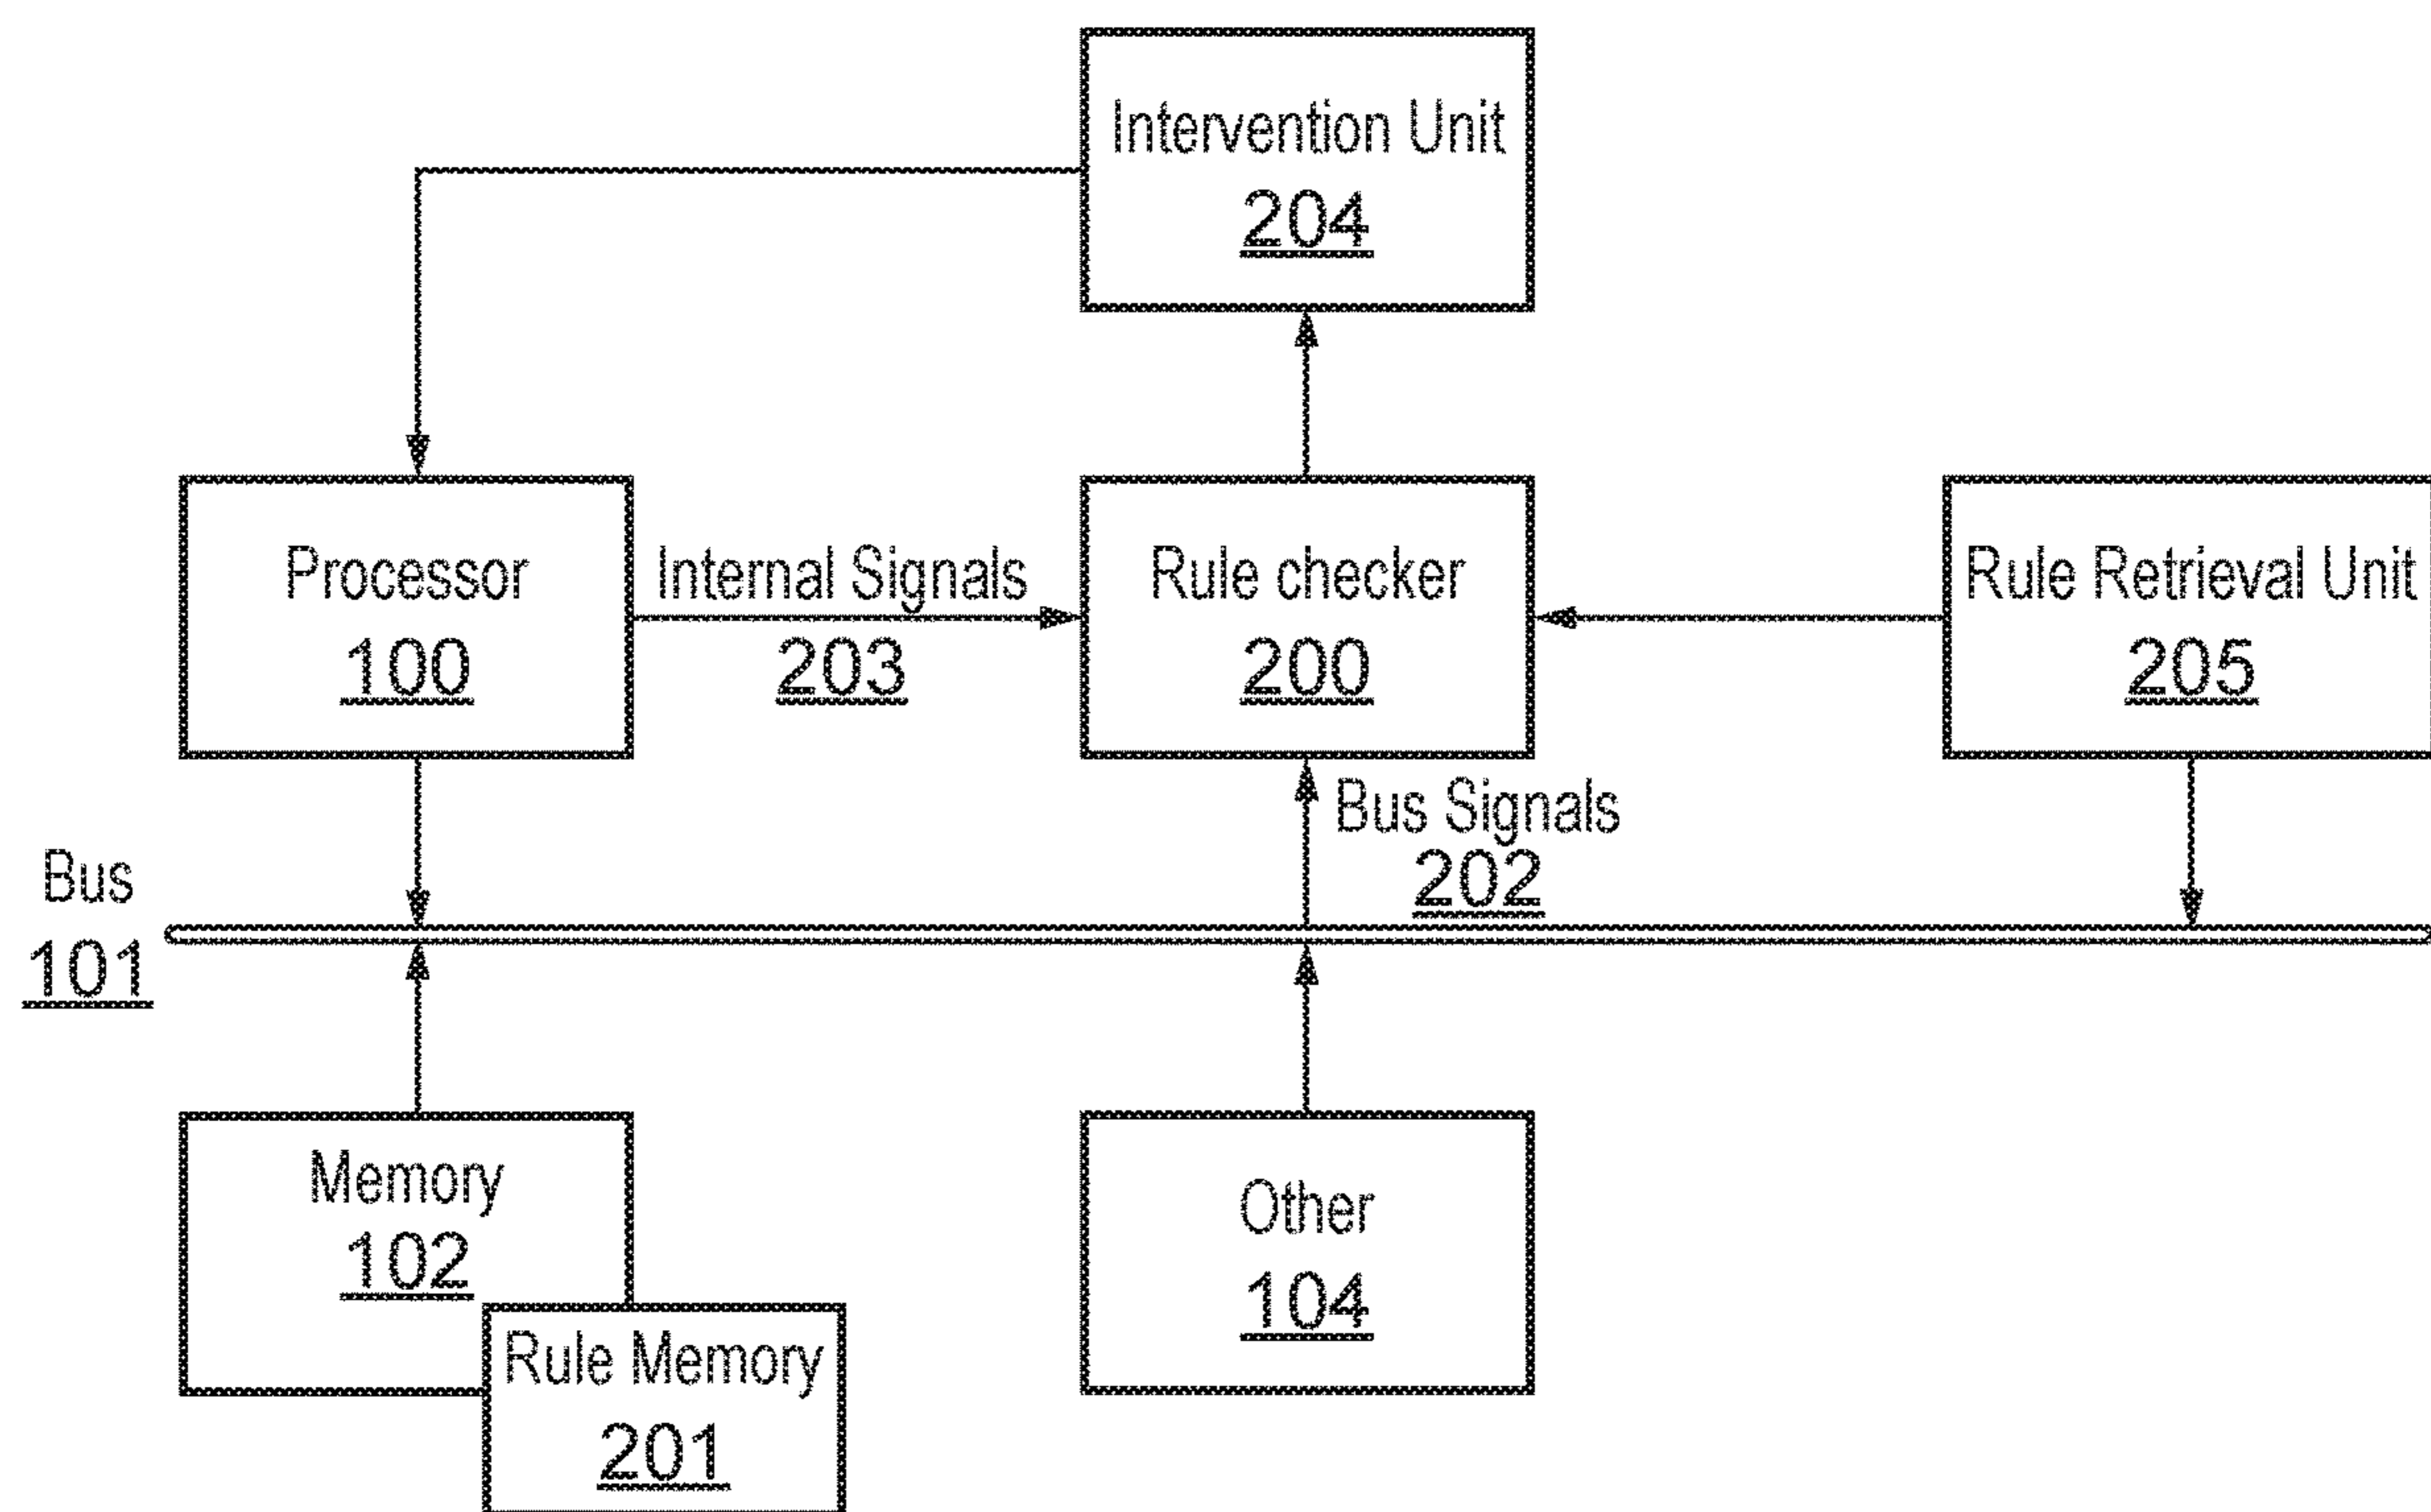 Intervention Unit
204
Processor
100
Internal Signals
203
Rule checker
200
Rule Retrieval Unit
205
Bus Signals
202
Bus
101
Memory
102
Rule Memory
201
Other
104